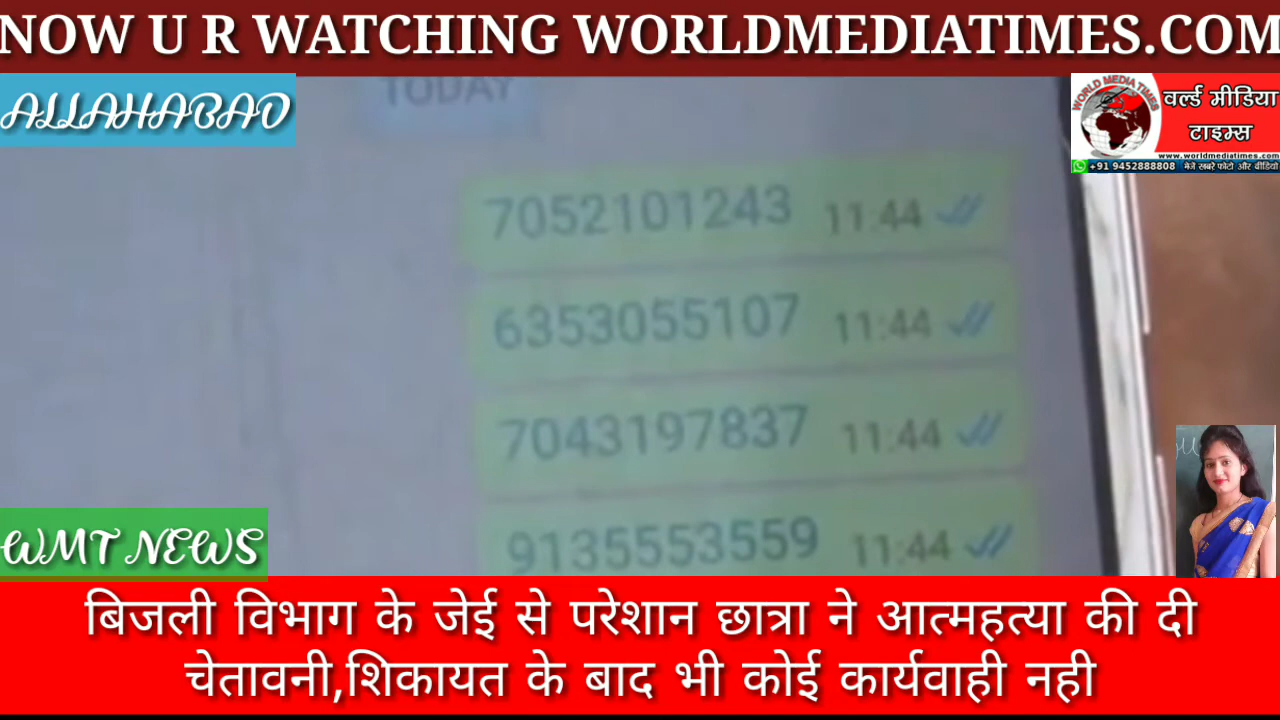 NOW U R WATCHING WORLDMEDIATIMES.COM
ALLAHABAD
WORLD MEDIA TIMES
वर्ल्ड मीडिया
टाइम्स
www.worldmediatimes.com
+91 9452888808 भेजें खबरे फोटो और वीडियो
TODAY
7052101243 11:44
6353055107 11:44
7043197837 11:44
9135553559 11:44
WMT NEWS
बिजली विभाग के जेई से परेशान छात्रा ने आत्महत्या की दी
चेतावनी,शिकायत के बाद भी कोई कार्यवाही नही